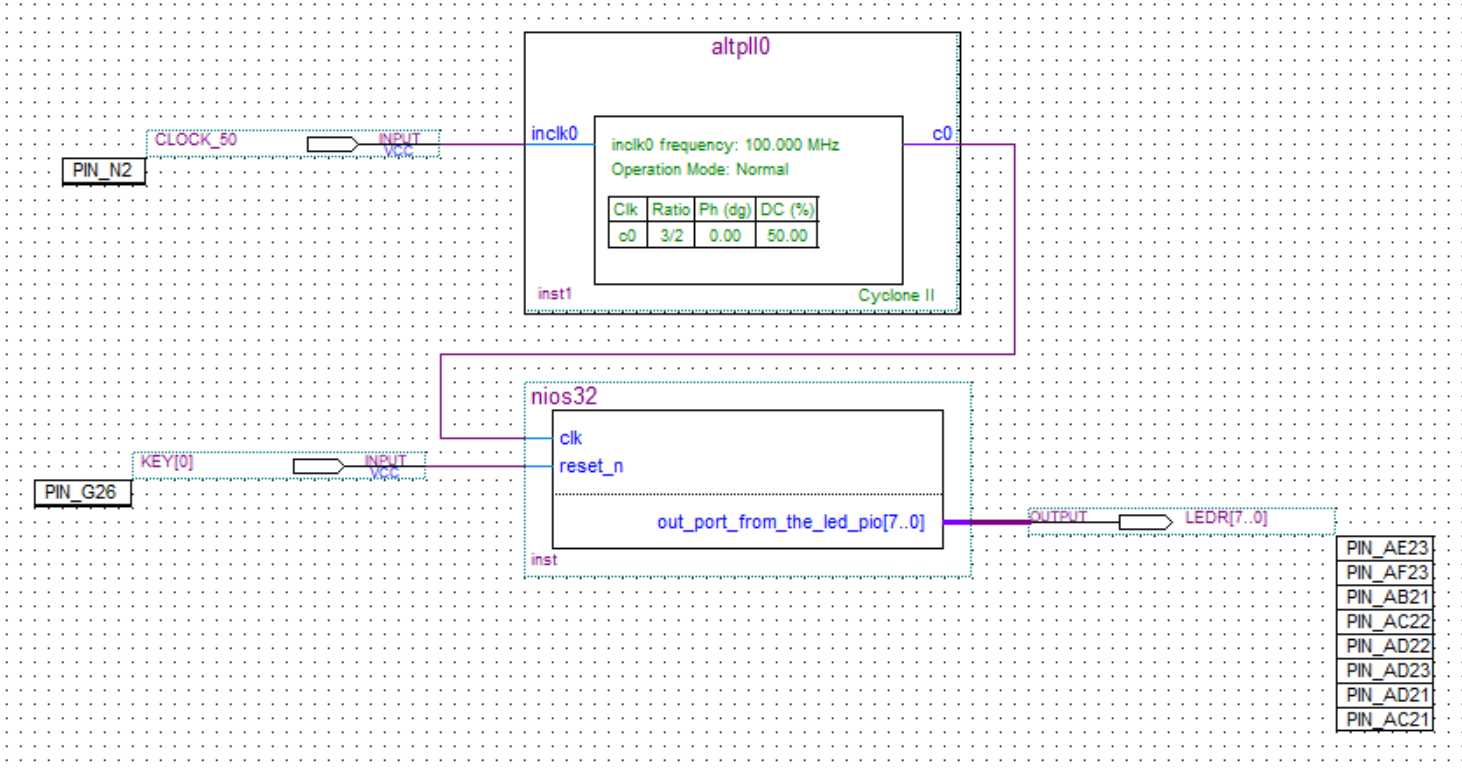 altpll0
CLOCK_50 INPUT VCC
PIN_N2
inclk0
c0
inclk0 frequency: 100.000 MHz
Operation Mode: Normal
Clk Ratio Ph (dg) DC (%)
c0 3/2 0.00 50.00
inst1
Cyclone II
nios32
clk
KEY[0] INPUT VCC
PIN_G26
reset_n
out_port_from_the_led_pio[7..0]
inst
OUTPUT LEDR[7..0]
PIN_AE23
PIN_AF23
PIN_AB21
PIN_AC22
PIN_AD22
PIN_AD23
PIN_AD21
PIN_AC21